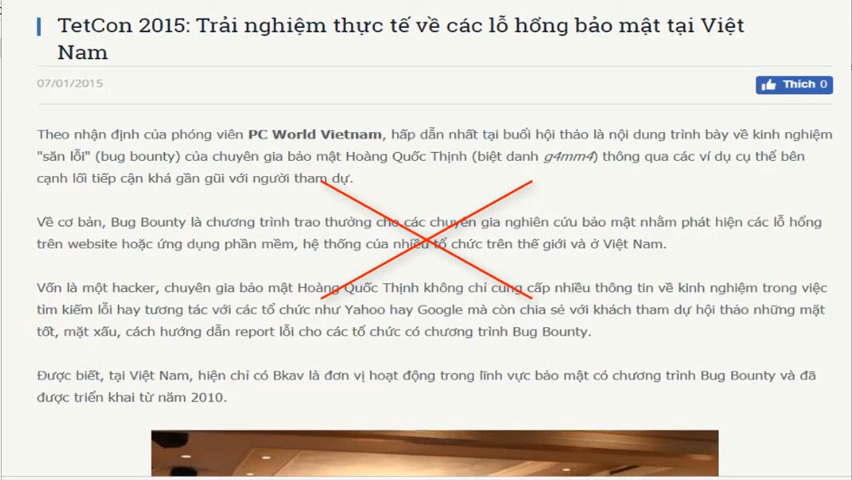 TetCon 2015: Trải nghiệm thực tế về các lỗ hổng bảo mật tại Việt
Nam
07/01/2015
Thích 0
Theo nhận định của phóng viên PC World Vietnam, hấp dẫn nhất tại buổi hội thảo là nội dung trình bày về kinh nghiệm
"săn lỗi" (bug bounty) của chuyên gia bảo mật Hoàng Quốc Thịnh (biệt danh g4mm4) thông qua các ví dụ cụ thể bên
cạnh lối tiếp cận khá gần gũi với người tham dự.
Về cơ bản, Bug Bounty là chương trình trao thưởng cho các chuyên gia nghiên cứu bảo mật nhằm phát hiện các lỗ hổng
trên website hoặc ứng dụng phần mềm, hệ thống của nhiều tổ chức trên thế giới và ở Việt Nam.
Vốn là một hacker, chuyên gia bảo mật Hoàng Quốc Thịnh không chỉ cung cấp nhiều thông tin về kinh nghiệm trong việc
tìm kiếm lỗi hay tương tác với các tổ chức như Yahoo hay Google mà còn chia sẻ với khách tham dự hội thảo những mặt
tốt, mặt xấu, cách hướng dẫn report lỗi cho các tổ chức có chương trình Bug Bounty.
Được biết, tại Việt Nam, hiện chỉ có Bkav là đơn vị hoạt động trong lĩnh vực bảo mật có chương trình Bug Bounty và đã
được triển khai từ năm 2010.